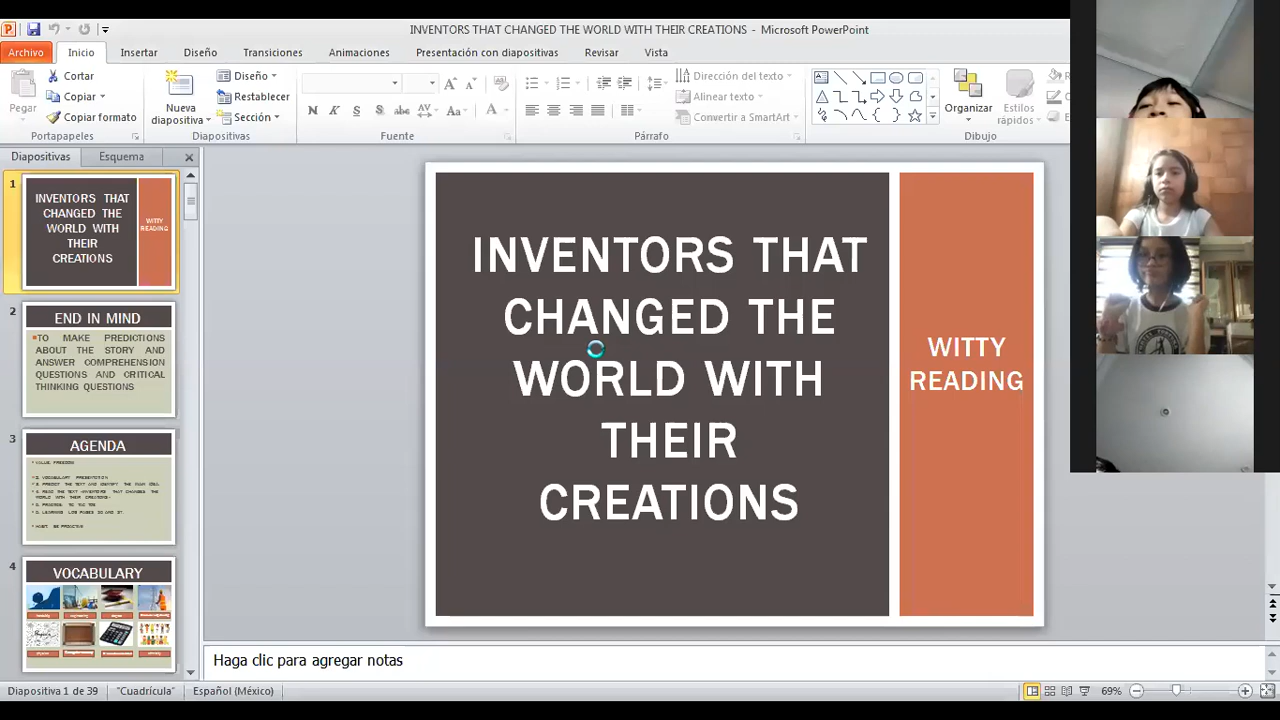 INVENTORS THAT CHANGED THE WORLD WITH THEIR CREATIONS - Microsoft PowerPoint
Archivo Inicio Insertar Diseño Transiciones Animaciones Presentación con diapositivas Revisar Vista
Pegar
Cortar
Copiar
Copiar formato
Portapapeles
Nueva
diapositiva
Diseño
Restablecer
Sección
Diapositivas
Fuente
Dirección del texto
Alinear texto
Convertir a SmartArt
Párrafo
Organizar
Estilos
rápidos
Dibujo
Diapositivas Esquema
1
INVENTORS THAT
CHANGED THE
WORLD WITH
THEIR
CREATIONS
WITTY
READING
2
END IN MIND
TO MAKE PREDICTIONS
ABOUT THE STORY AND
ANSWER COMPREHENSION
QUESTIONS AND CRITICAL
THINKING QUESTIONS
3
AGENDA
4
VOCABULARY
INVENTORS THAT
CHANGED THE
WORLD WITH
THEIR
CREATIONS
WITTY
READING
Haga clic para agregar notas
Diapositiva 1 de 39 "Cuadrícula" Español (México) 69%